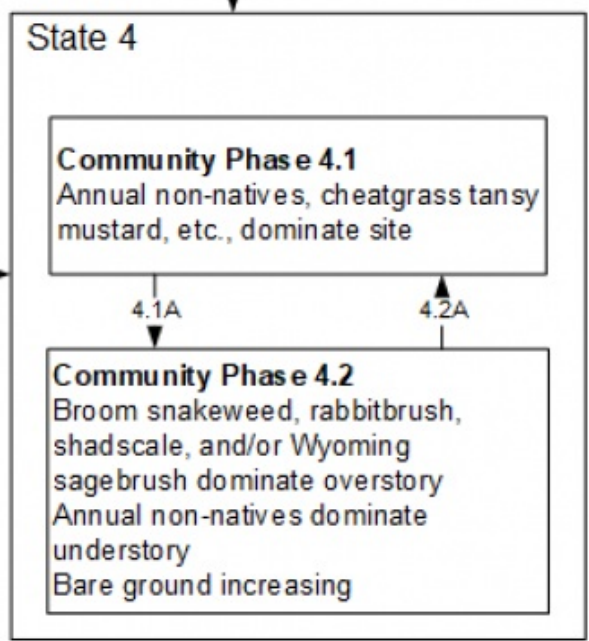 State 4
Community Phase 4.1
Annual non-natives, cheatgrass tansy
mustard, etc., dominate site
4.1A
4.2A
Community Phase 4.2
Broom snakeweed, rabbitbrush,
shadscale, and/or Wyoming
sagebrush dominate overstory
Annual non-natives dominate
understory
Bare ground increasing